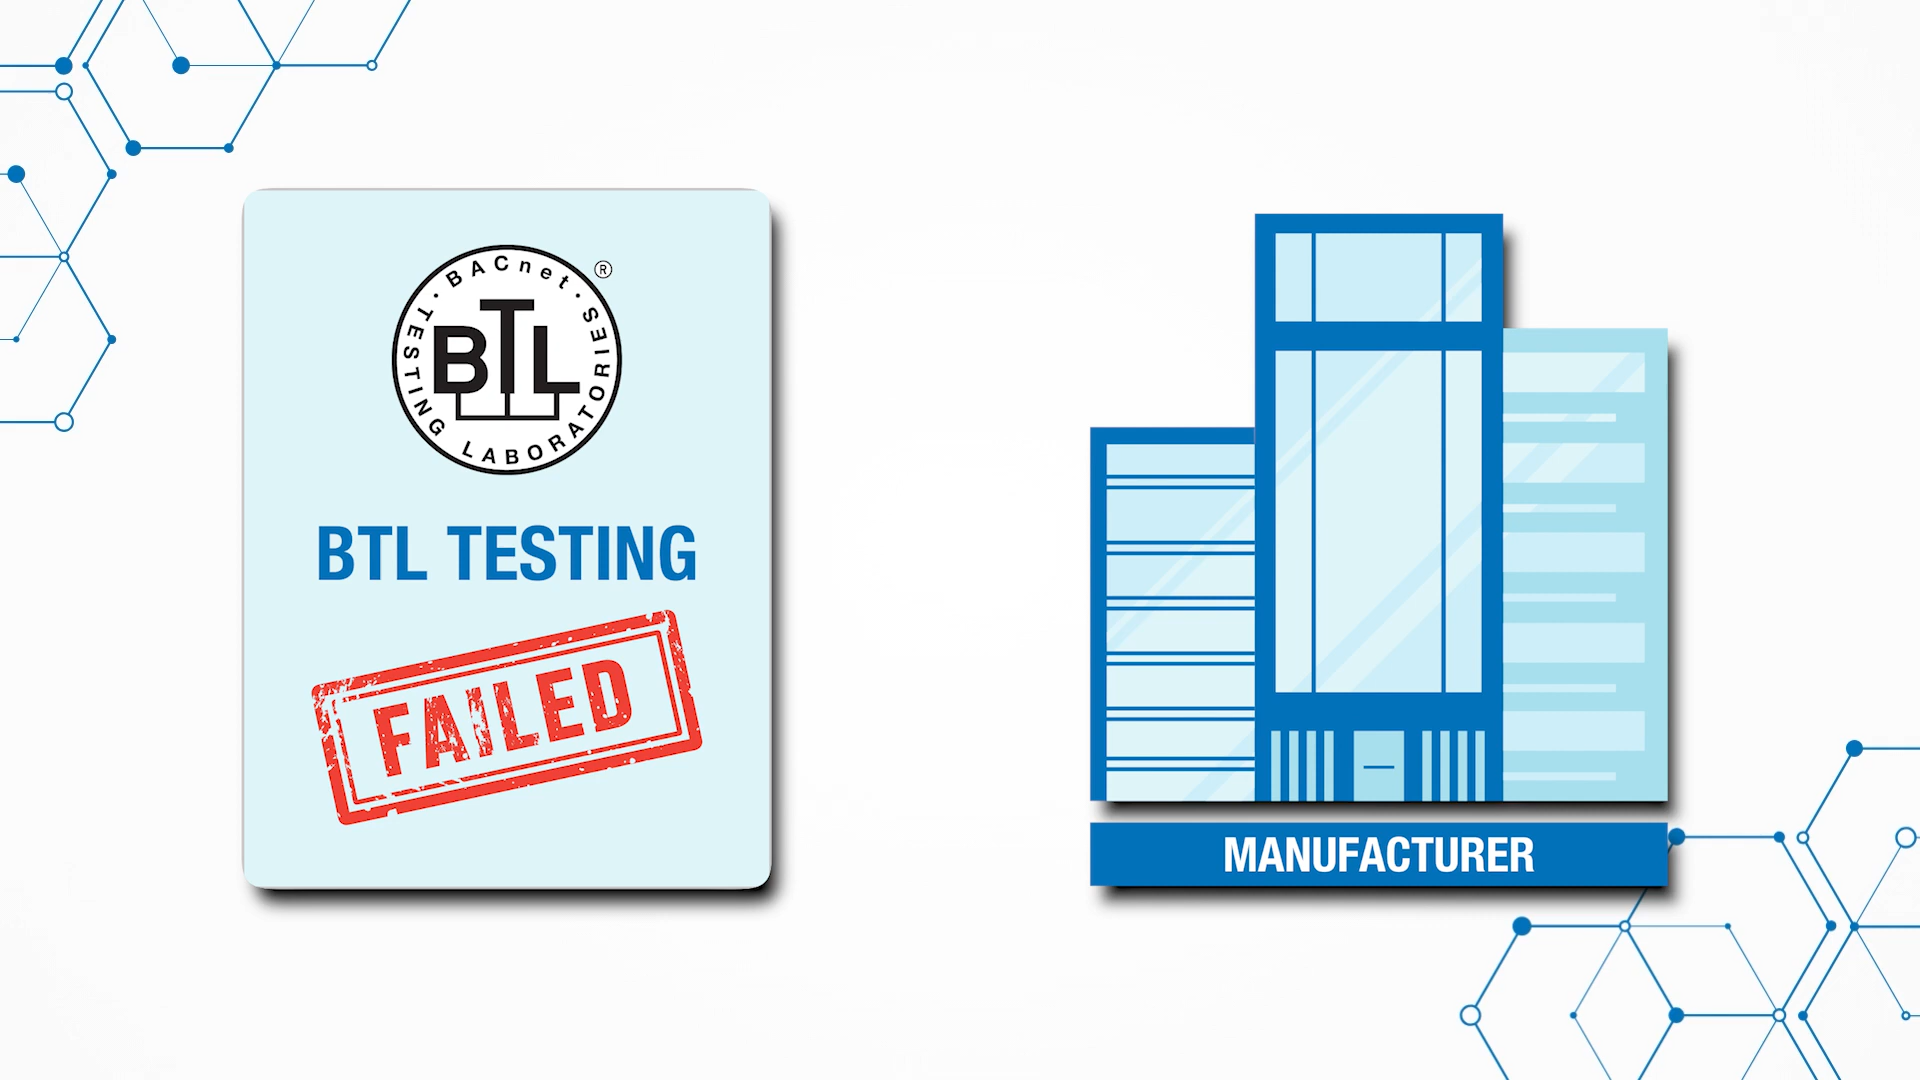 · BACnet · ®
TESTING LABORATORIES
BTL
BTL TESTING
FAILED
MANUFACTURER